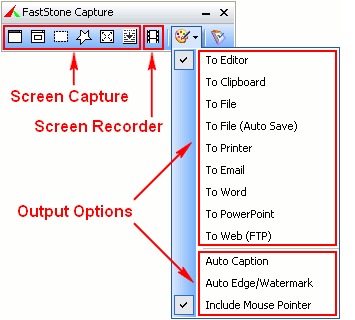 FastStone Capture
Screen Capture
Screen Recorder
Output Options
To Editor
To Clipboard
To File
To File (Auto Save)
To Printer
To Email
To Word
To PowerPoint
To Web (FTP)
Auto Caption
Auto Edge/Watermark
Include Mouse Pointer